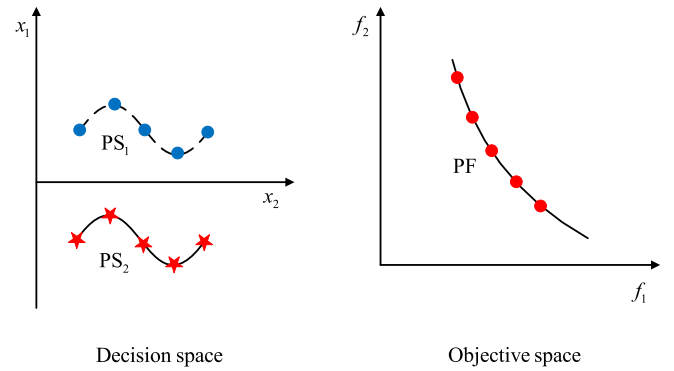 x₁
PS₁
x₂
PS₂
Decision space
f₂
PF
f₁
Objective space